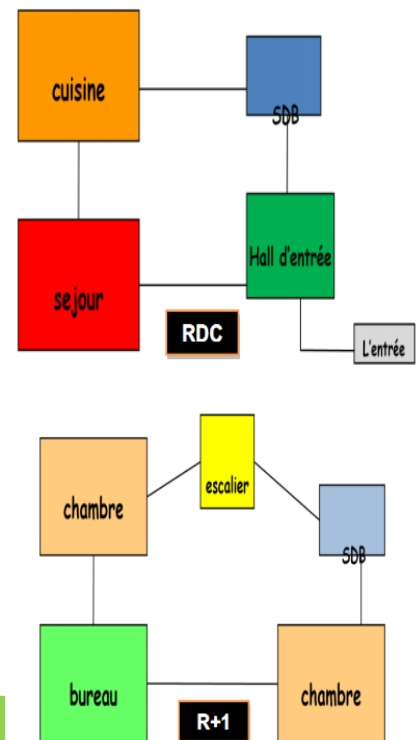 cuisine
SDB
Hall d'entrée
sejour
RDC
L'entrée
escalier
chambre
SDB
bureau
chambre
R+1